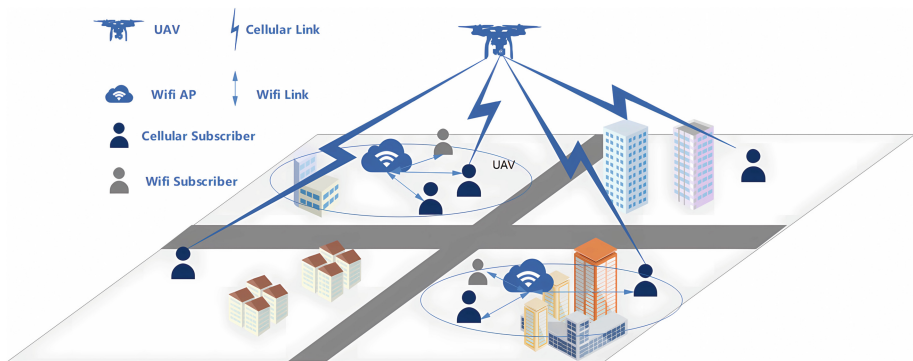 UAV
Cellular Link
Wifi AP
Wifi Link
Cellular Subscriber
Wifi Subscriber
UAV